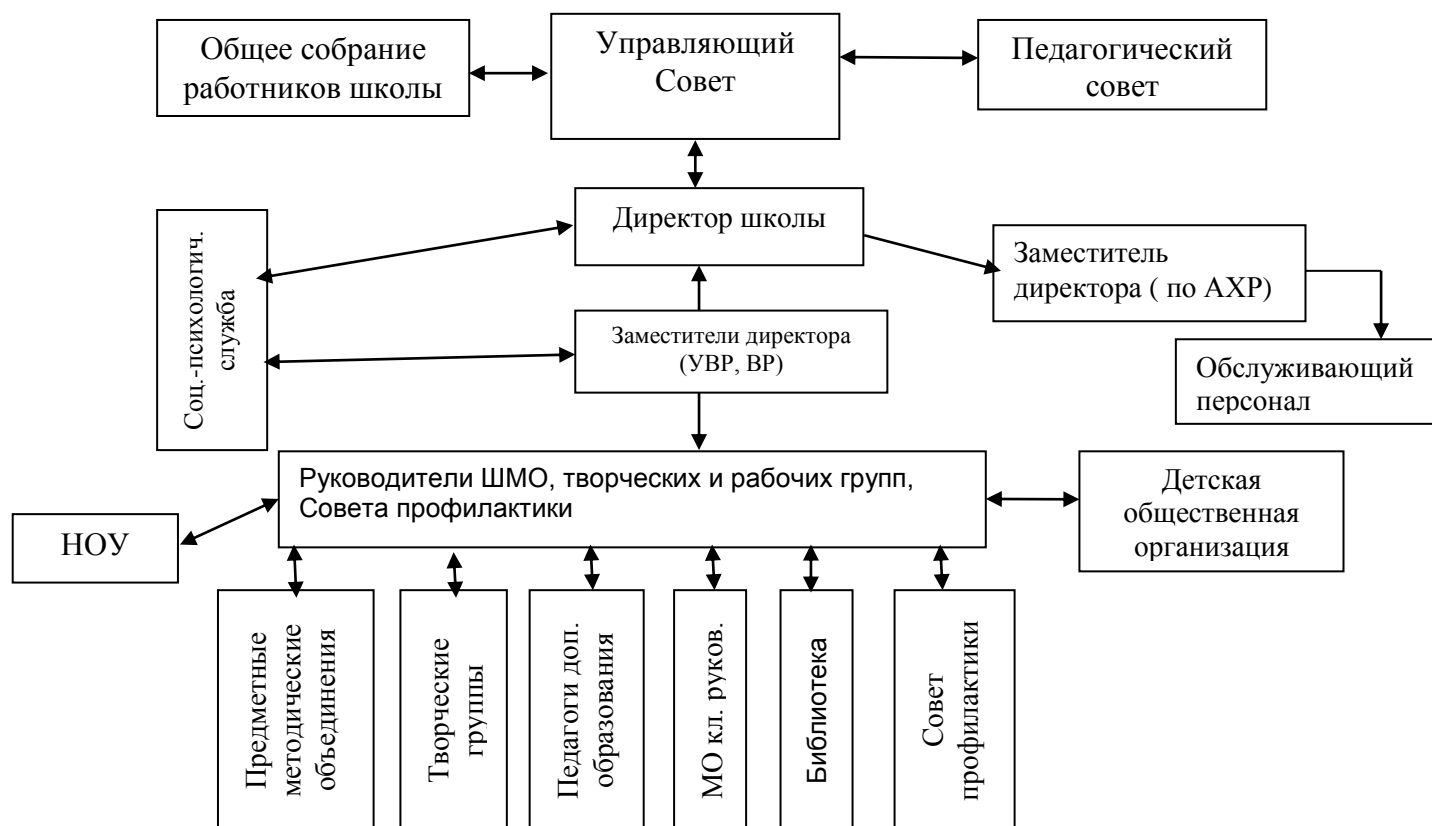 Общее собрание
работников школы
Управляющий
Совет
Педагогический
совет
Директор школы
Соц.-психологич.
служба
Заместитель
директора ( по АХР)
Заместители директора
(УВР, ВР)
Обслуживающий
персонал
Руководители ШМО, творческих и рабочих групп,
Совета профилактики
НОУ
Детская
общественная
организация
Предметные
методические
объединения
Творческие
группы
Педагоги доп.
образования
МО кл. руков.
Библиотека
Совет
профилактики